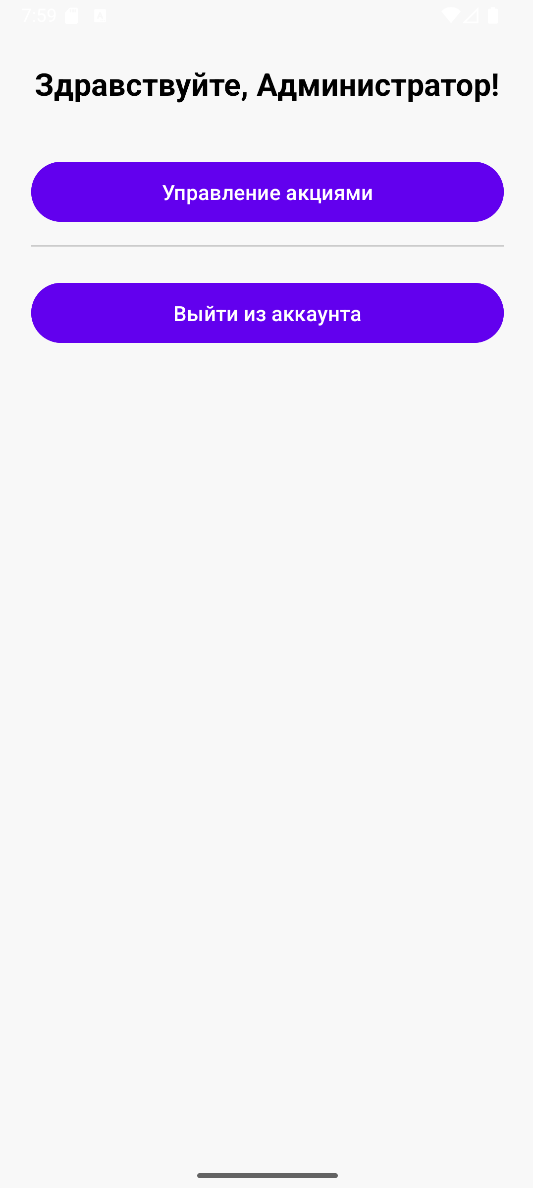 7:59
Здравствуйте, Администратор!
Управление акциями
Выйти из аккаунта